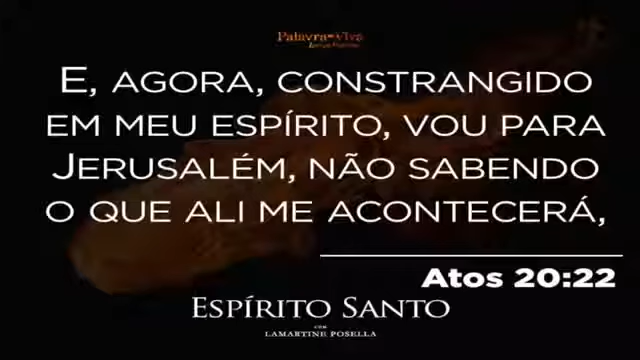 Palavra Viva
E, AGORA, CONSTRANGIDO
EM MEU ESPÍRITO, VOU PARA
JERUSALÉM, NÃO SABENDO
O QUE ALI ME ACONTECERÁ,
Atos 20:22
ESPÍRITO SANTO
COM
LAMARTINE POSELLA